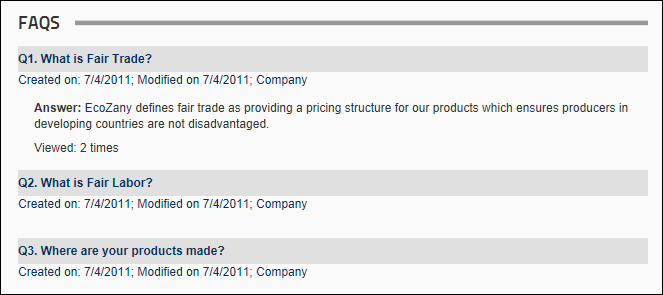 FAQS
Q1. What is Fair Trade?
Created on: 7/4/2011; Modified on 7/4/2011; Company
Answer: EcoZany defines fair trade as providing a pricing structure for our products which ensures producers in
developing countries are not disadvantaged.
Viewed: 2 times
Q2. What is Fair Labor?
Created on: 7/4/2011; Modified on 7/4/2011; Company
Q3. Where are your products made?
Created on: 7/4/2011; Modified on 7/4/2011; Company